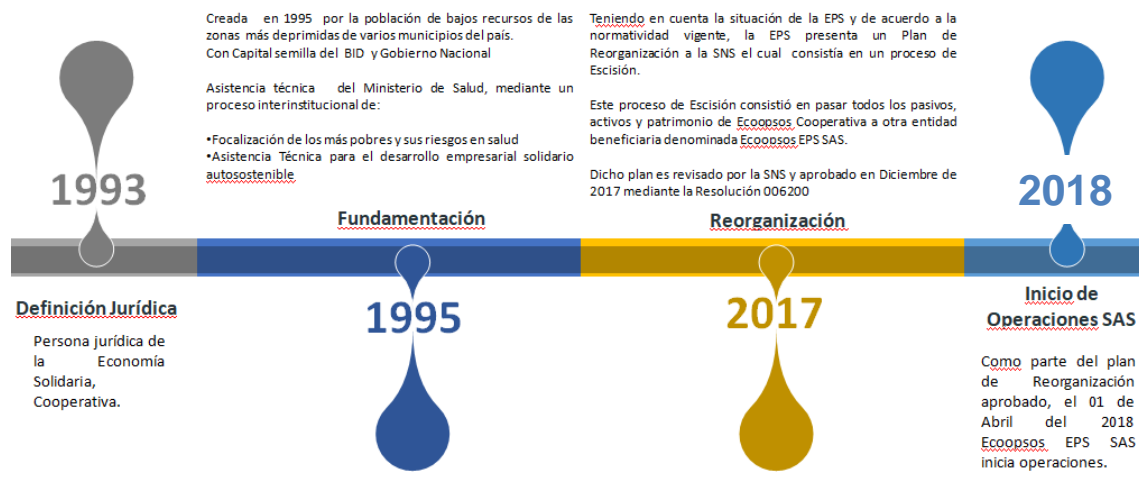 1993
Definición Jurídica
Persona jurídica de
la Economía
Solidaria,
Cooperativa.
Creada en 1995 por la población de bajos recursos de las
zonas más deprimidas de varios municipios del país.
Con Capital semilla del BID y Gobierno Nacional
Asistencia técnica del Ministerio de Salud, mediante un
proceso interinstitucional de:
•Focalización de los más pobres y sus riesgos en salud
•Asistencia Técnica para el desarrollo empresarial solidario
autosostenible
Fundamentación
1995
Teniendo en cuenta la situación de la EPS y de acuerdo a la
normatividad vigente, la EPS presenta un Plan de
Reorganización a la SNS el cual consistía en un proceso de
Escisión.
Este proceso de Escisión consistió en pasar todos los pasivos,
activos y patrimonio de Ecoopsos Cooperativa a otra entidad
beneficiaria denominada Ecoopsos EPS SAS.
Dicho plan es revisado por la SNS y aprobado en Diciembre de
2017 mediante la Resolución 006200
Reorganización
2017
2018
Inicio de
Operaciones SAS
Como parte del plan
de Reorganización
aprobado, el 01 de
Abril del 2018
Ecoopsos EPS SAS
inicia operaciones.